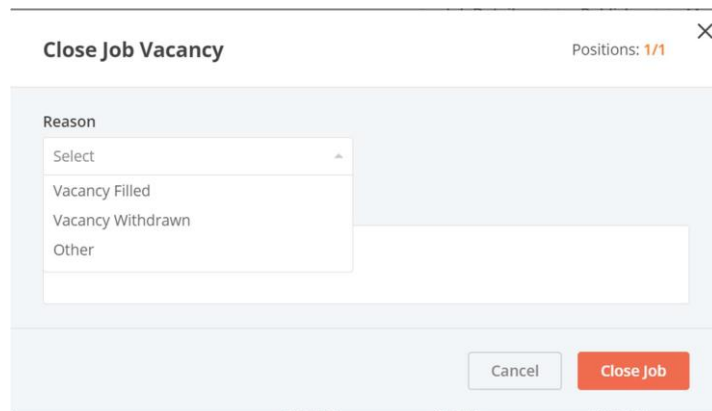 Close Job Vacancy
Positions: 1/1
Reason
Select
Vacancy Filled
Vacancy Withdrawn
Other
Cancel
Close Job